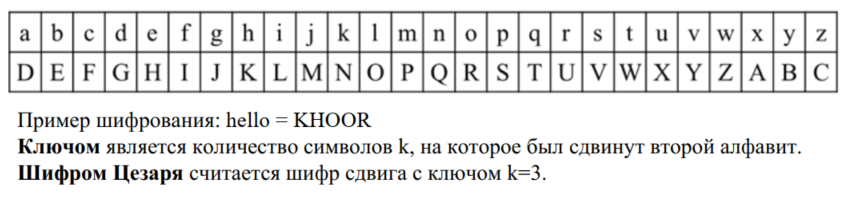 a b c d e f g h i j k l m n o p q r s t u v w x y z
D E F G H I J K L M N O P Q R S T U V W X Y Z A B C
Пример шифрования: hello = KHOOR
Ключом является количество символов k, на которое был сдвинут второй алфавит.
Шифром Цезаря считается шифр сдвига с ключом k=3.